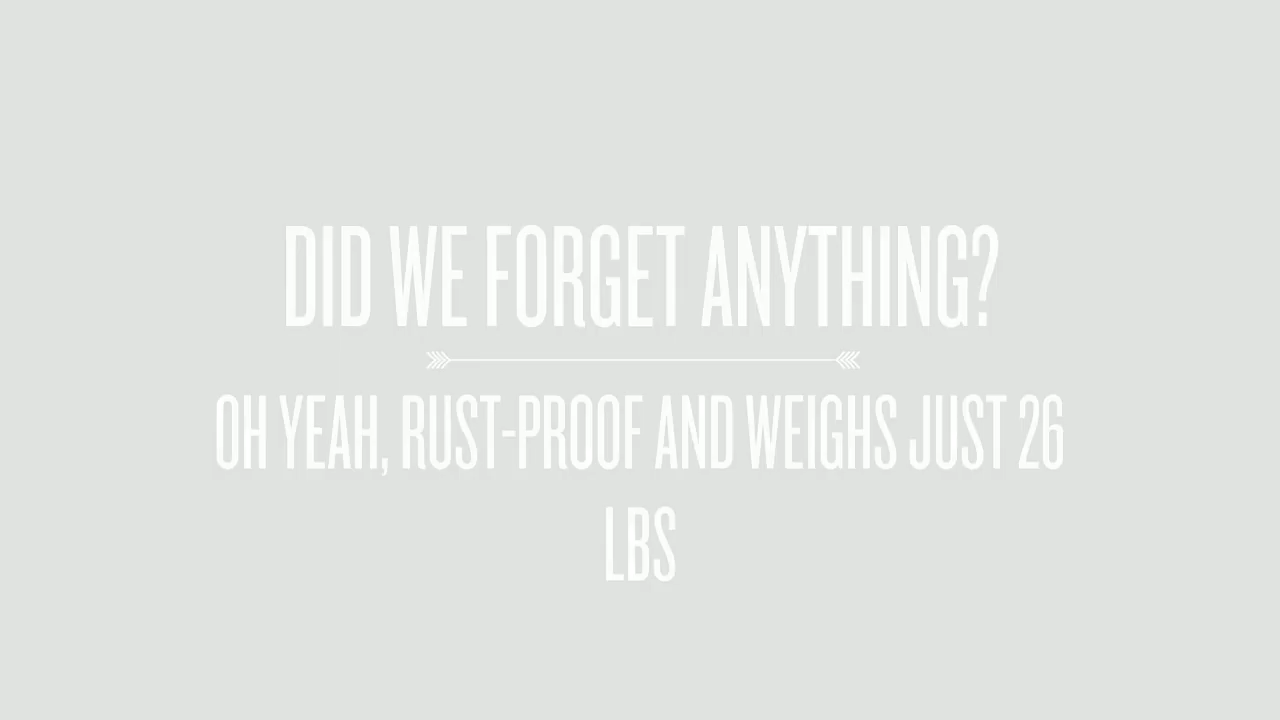 DID WE FORGET ANYTHING?
OH YEAH, RUST-PROOF AND WEIGHS JUST 26
LBS